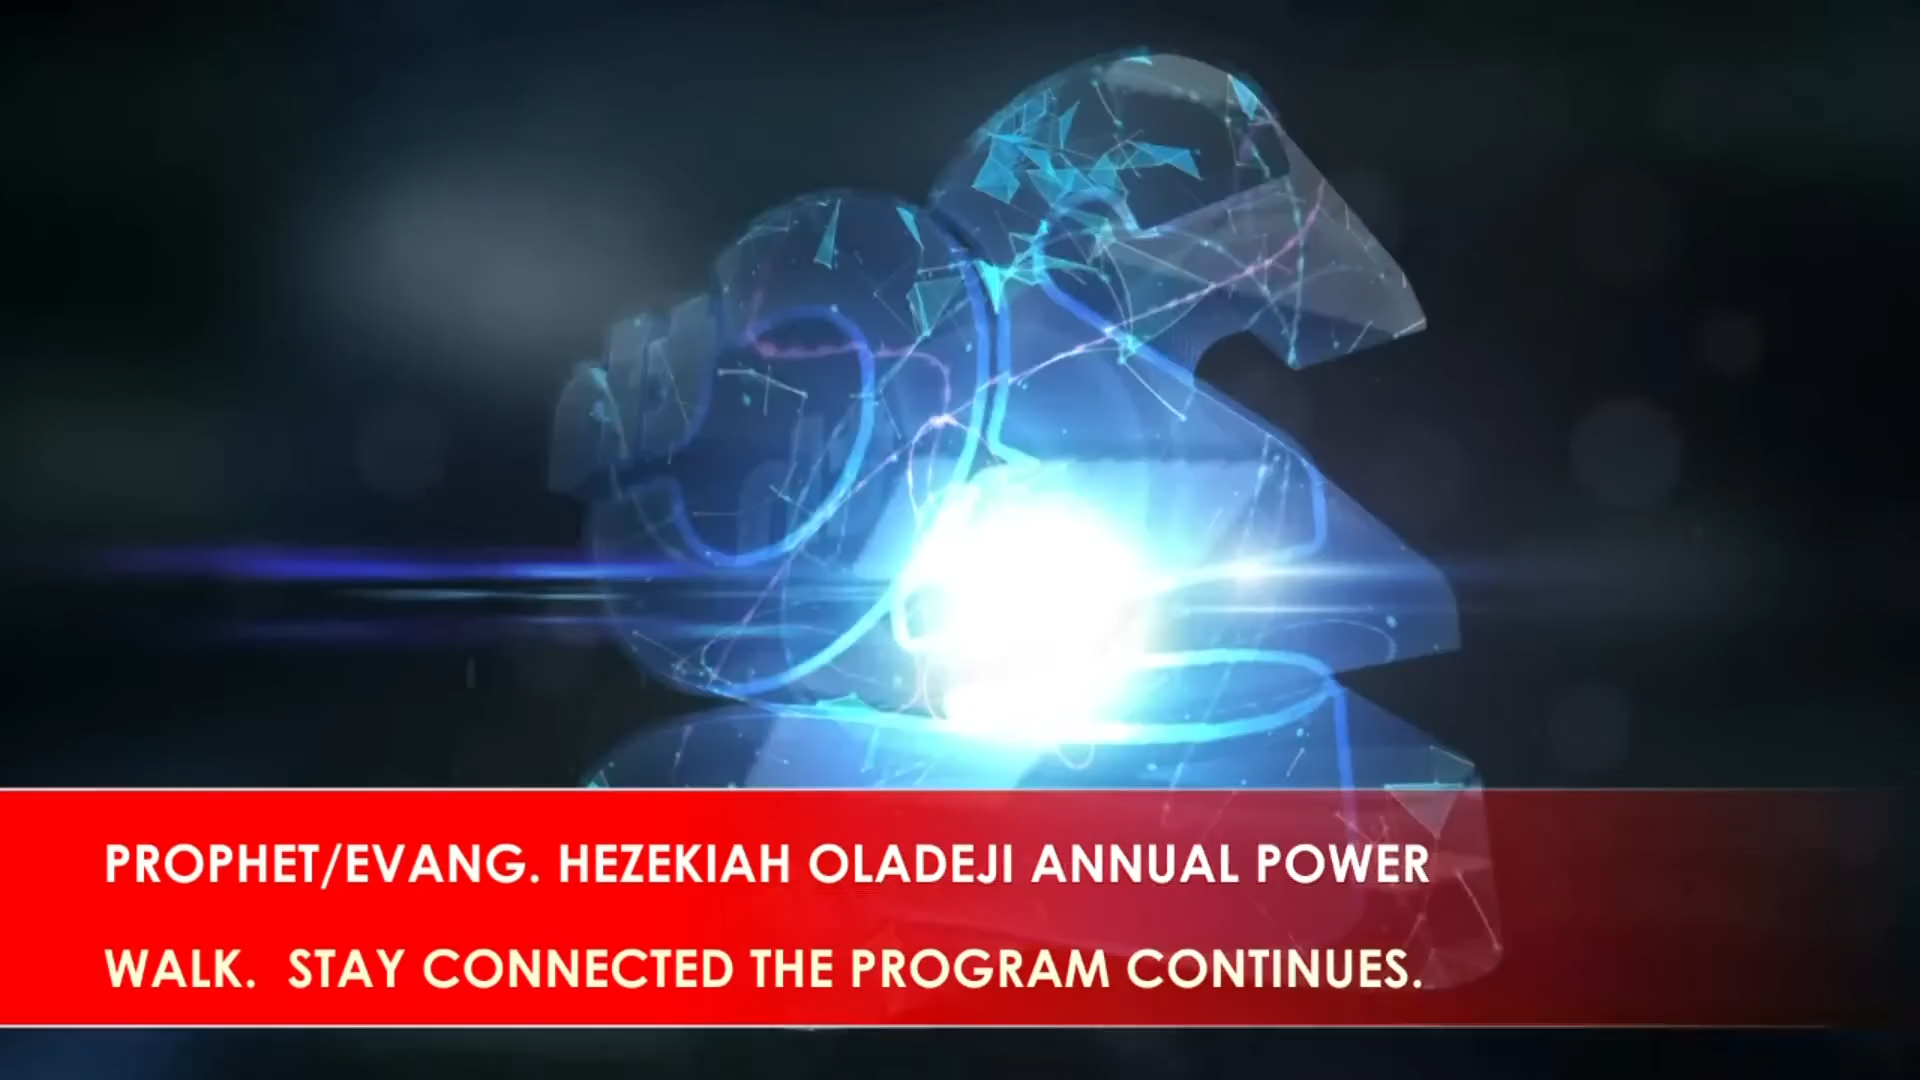 PROPHET/EVANG. HEZEKIAH OLADEJI ANNUAL POWER
WALK.  STAY CONNECTED THE PROGRAM CONTINUES.